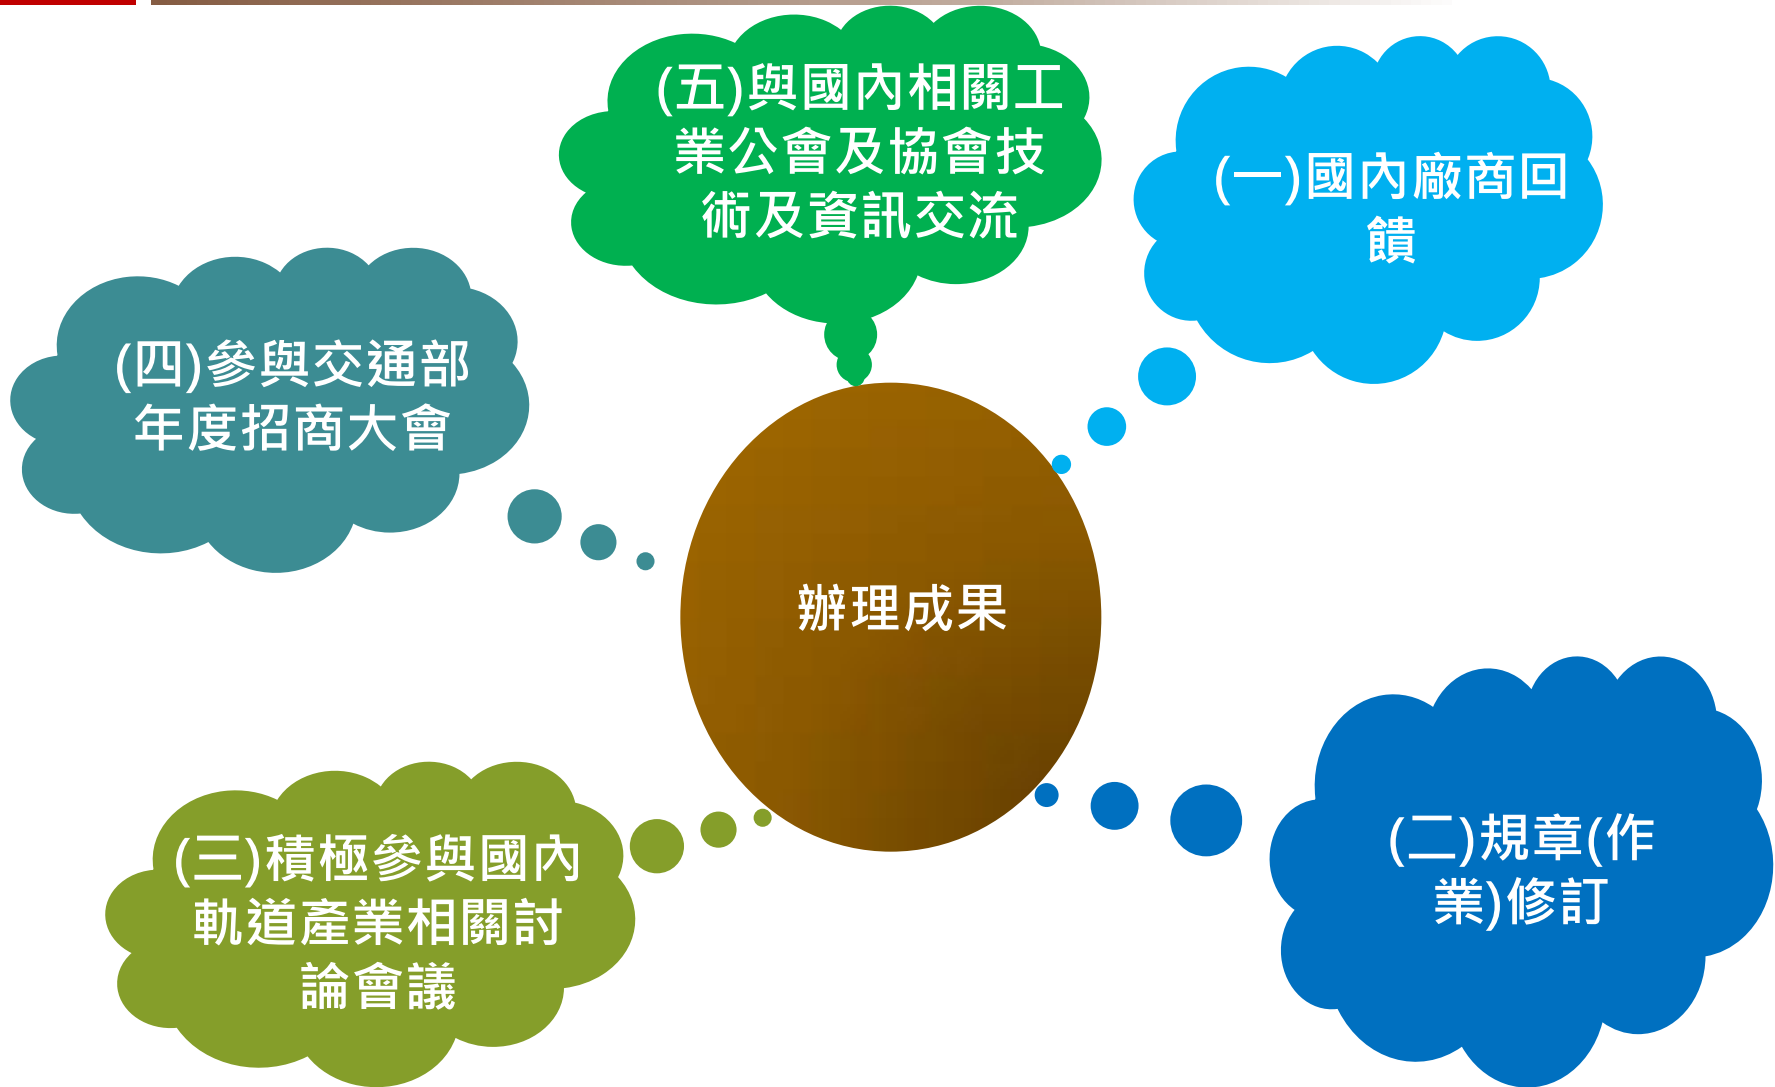 (五)與國內相關工
業公會及協會技
術及資訊交流
(一)國內廠商回
饋
(四)參與交通部
年度招商大會
辦理成果
(三)積極參與國內
軌道產業相關討
論會議
(二)規章(作
業)修訂